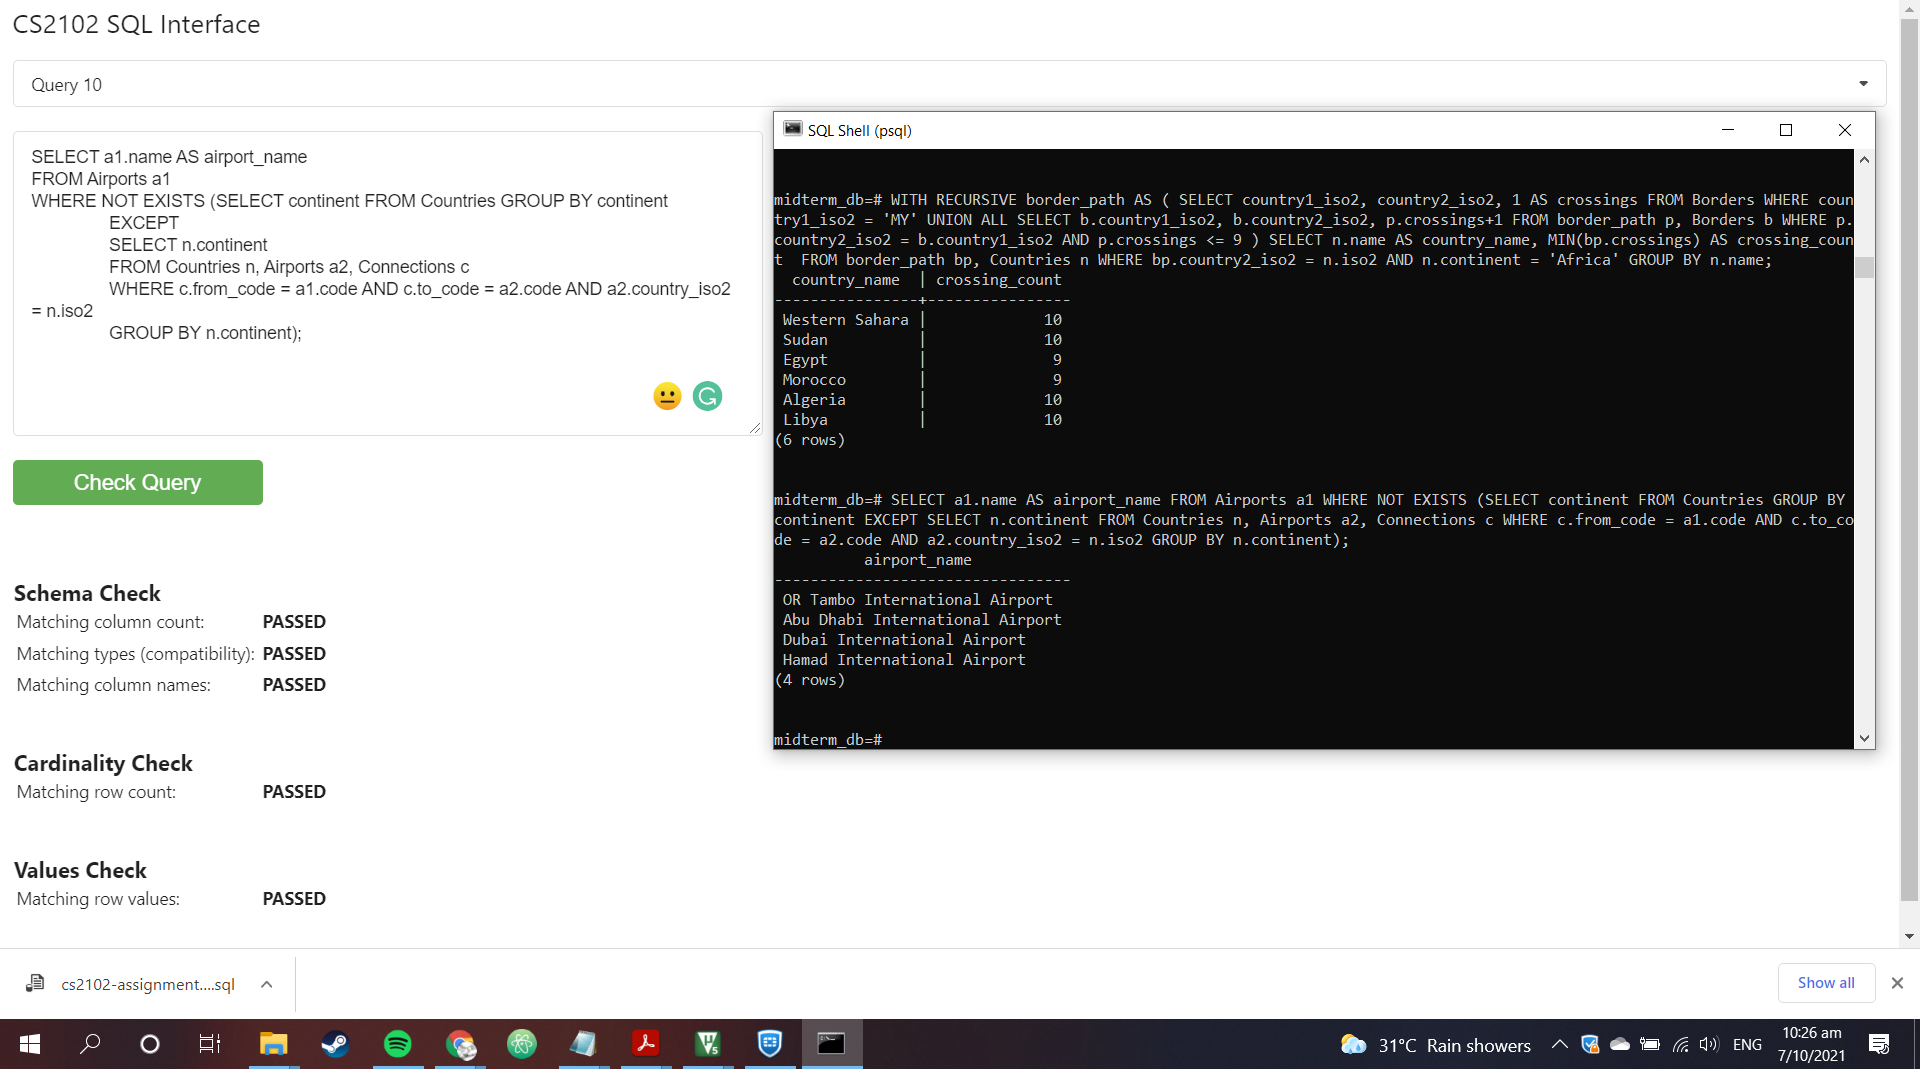 CS2102 SQL Interface
Query 10
SELECT a1.name AS airport_name
FROM Airports a1
WHERE NOT EXISTS (SELECT continent FROM Countries GROUP BY continent
EXCEPT
SELECT n.continent
FROM Countries n, Airports a2, Connections c
WHERE c.from_code = a1.code AND c.to_code = a2.code AND a2.country_iso2
= n.iso2
GROUP BY n.continent);
Check Query
Schema Check
Matching column count: PASSED
Matching types (compatibility): PASSED
Matching column names: PASSED
Cardinality Check
Matching row count: PASSED
Values Check
Matching row values: PASSED
SQL Shell (psql)
midterm_db=# WITH RECURSIVE border_path AS ( SELECT country1_iso2, country2_iso2, 1 AS crossings FROM Borders WHERE coun
try1_iso2 = 'MY' UNION ALL SELECT b.country1_iso2, b.country2_iso2, p.crossings+1 FROM border_path p, Borders b WHERE p.
country2_iso2 = b.country1_iso2 AND p.crossings <= 9 ) SELECT n.name AS country_name, MIN(bp.crossings) AS crossing_coun
t  FROM border_path bp, Countries n WHERE bp.country2_iso2 = n.iso2 AND n.continent = 'Africa' GROUP BY n.name;
country_name | crossing_count
----------------+----------------
Western Sahara | 10
Sudan | 10
Egypt | 9
Morocco | 9
Algeria | 10
Libya | 10
(6 rows)
midterm_db=# SELECT a1.name AS airport_name FROM Airports a1 WHERE NOT EXISTS (SELECT continent FROM Countries GROUP BY
continent EXCEPT SELECT n.continent FROM Countries n, Airports a2, Connections c WHERE c.from_code = a1.code AND c.to_co
de = a2.code AND a2.country_iso2 = n.iso2 GROUP BY n.continent);
airport_name
---------------------------------
OR Tambo International Airport
Abu Dhabi International Airport
Dubai International Airport
Hamad International Airport
(4 rows)
midterm_db=#
cs2102-assignment....sql
Show all
31°C Rain showers
ENG
10:26 am
7/10/2021